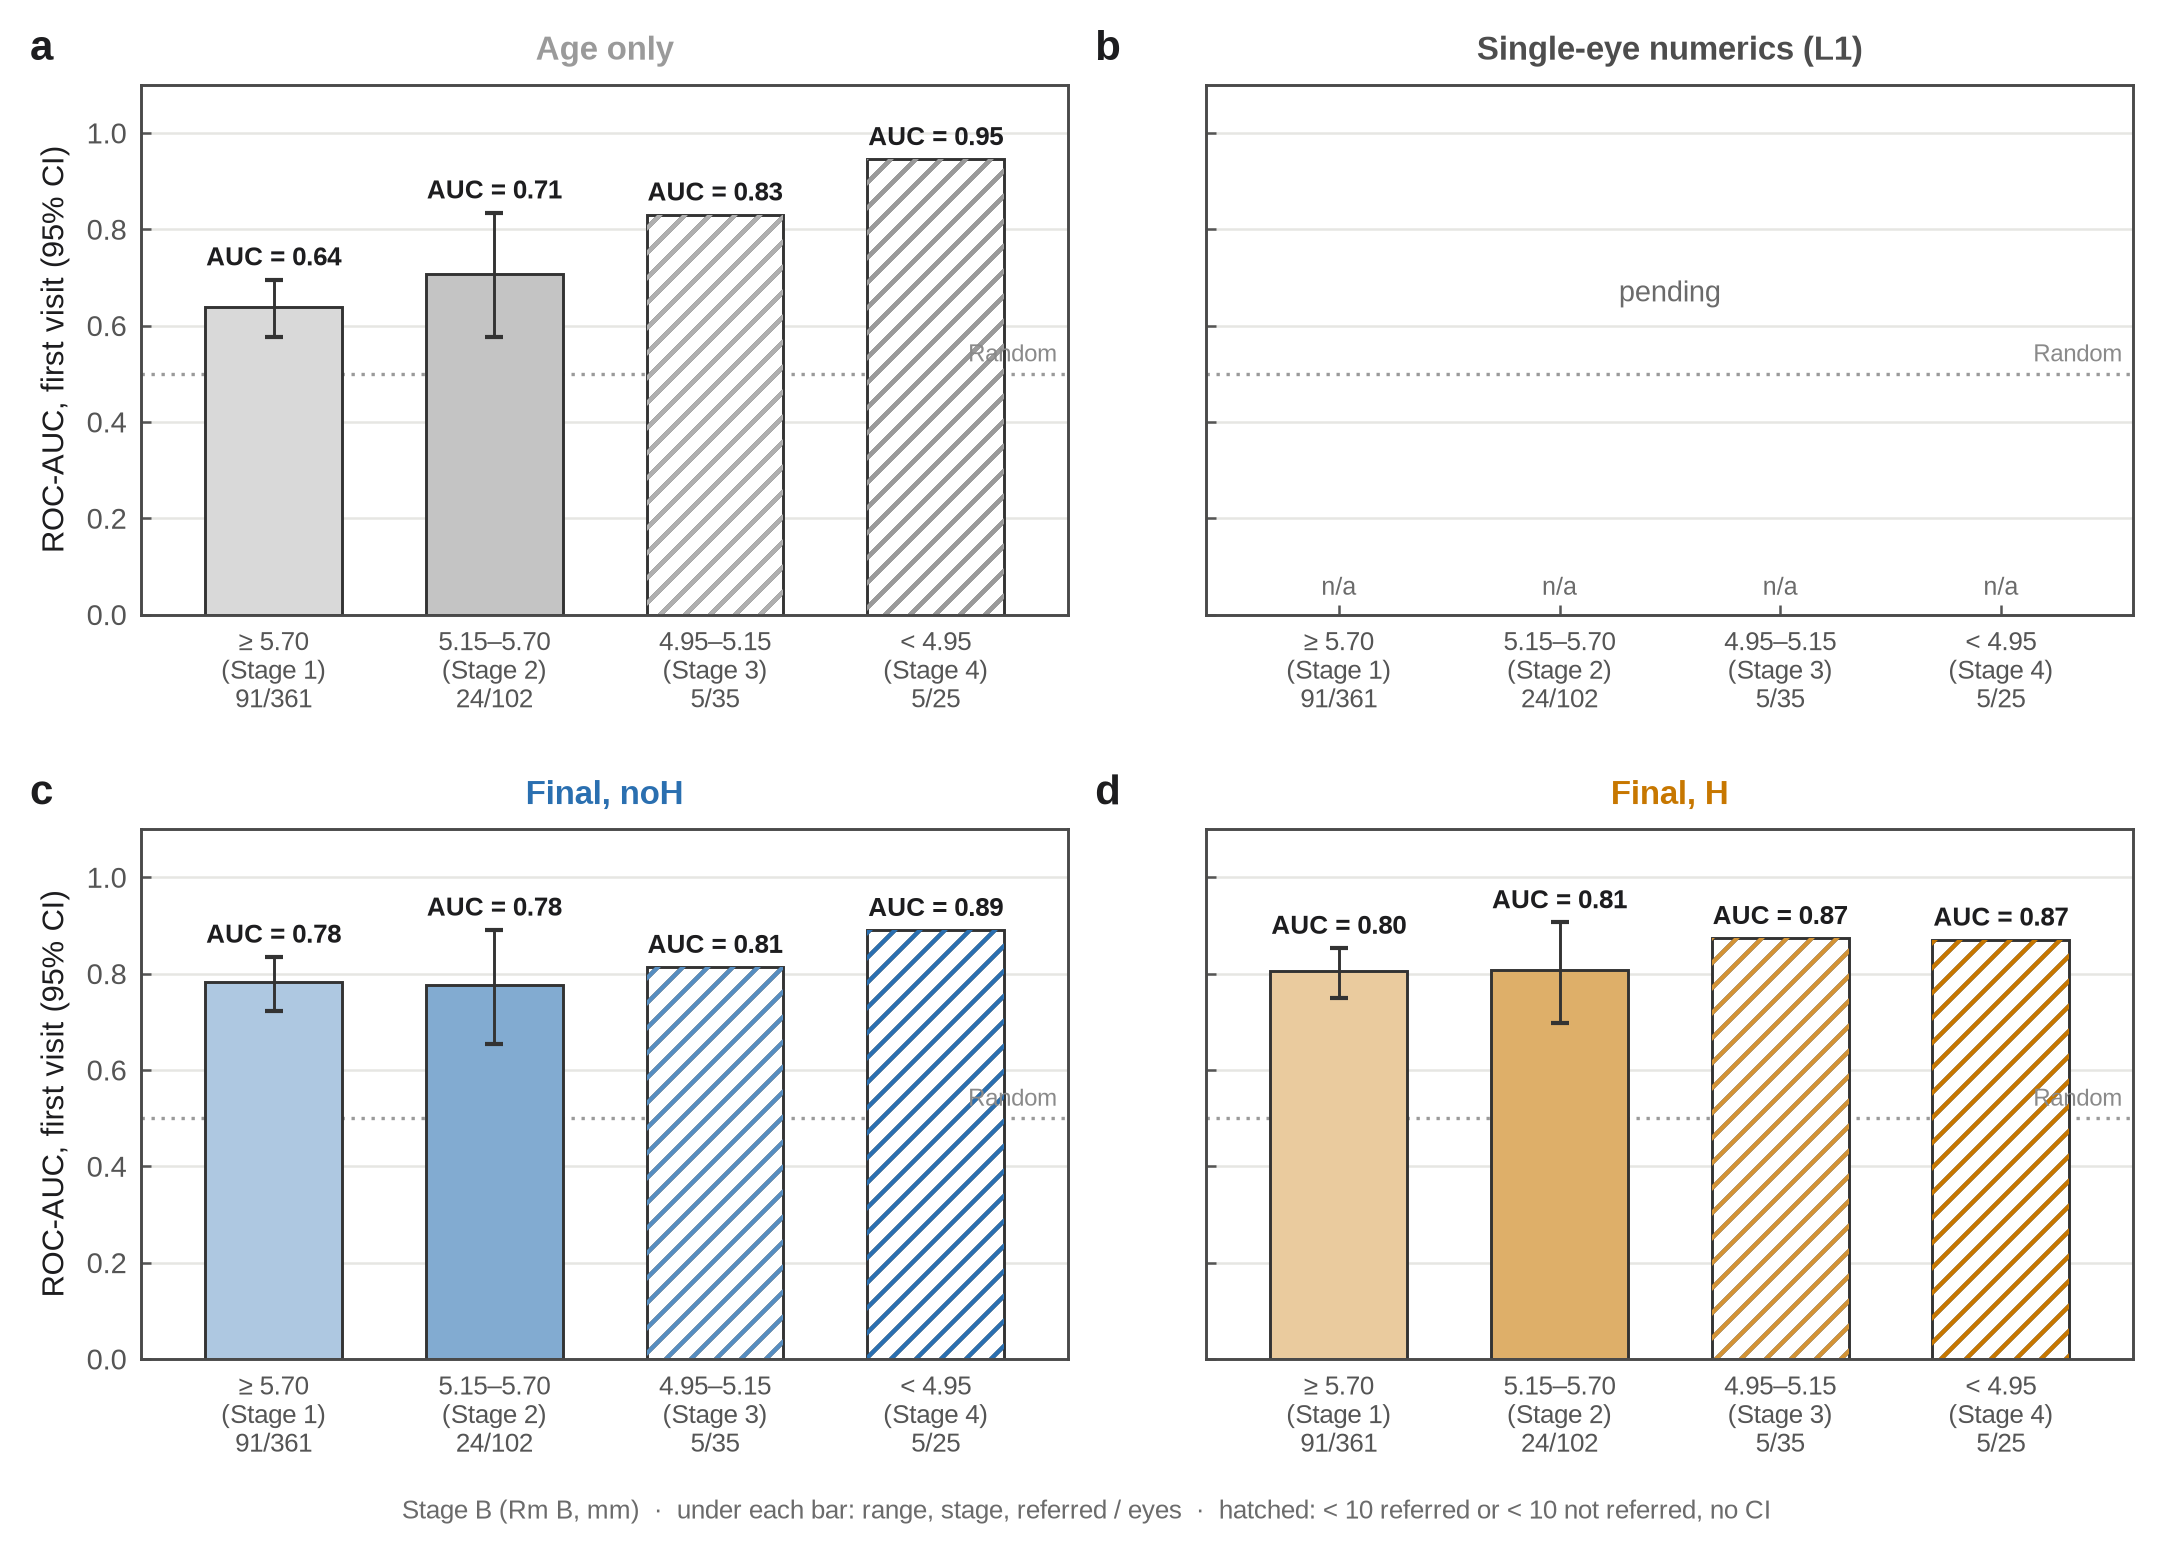 a
Age only
ROC-AUC, first visit (95% CI)
1.0
0.8
0.6
0.4
0.2
0.0
AUC = 0.64
AUC = 0.71
AUC = 0.83
AUC = 0.95
Random
≥ 5.70
(Stage 1)
91/361
5.15–5.70
(Stage 2)
24/102
4.95–5.15
(Stage 3)
5/35
< 4.95
(Stage 4)
5/25
b
Single-eye numerics (L1)
pending
Random
n/a
n/a
n/a
n/a
≥ 5.70
(Stage 1)
91/361
5.15–5.70
(Stage 2)
24/102
4.95–5.15
(Stage 3)
5/35
< 4.95
(Stage 4)
5/25
c
Final, noH
ROC-AUC, first visit (95% CI)
1.0
0.8
0.6
0.4
0.2
0.0
AUC = 0.78
AUC = 0.78
AUC = 0.81
AUC = 0.89
Random
≥ 5.70
(Stage 1)
91/361
5.15–5.70
(Stage 2)
24/102
4.95–5.15
(Stage 3)
5/35
< 4.95
(Stage 4)
5/25
d
Final, H
AUC = 0.80
AUC = 0.81
AUC = 0.87
AUC = 0.87
Random
≥ 5.70
(Stage 1)
91/361
5.15–5.70
(Stage 2)
24/102
4.95–5.15
(Stage 3)
5/35
< 4.95
(Stage 4)
5/25
Stage B (Rm B, mm) · under each bar: range, stage, referred / eyes · hatched: < 10 referred or < 10 not referred, no CI